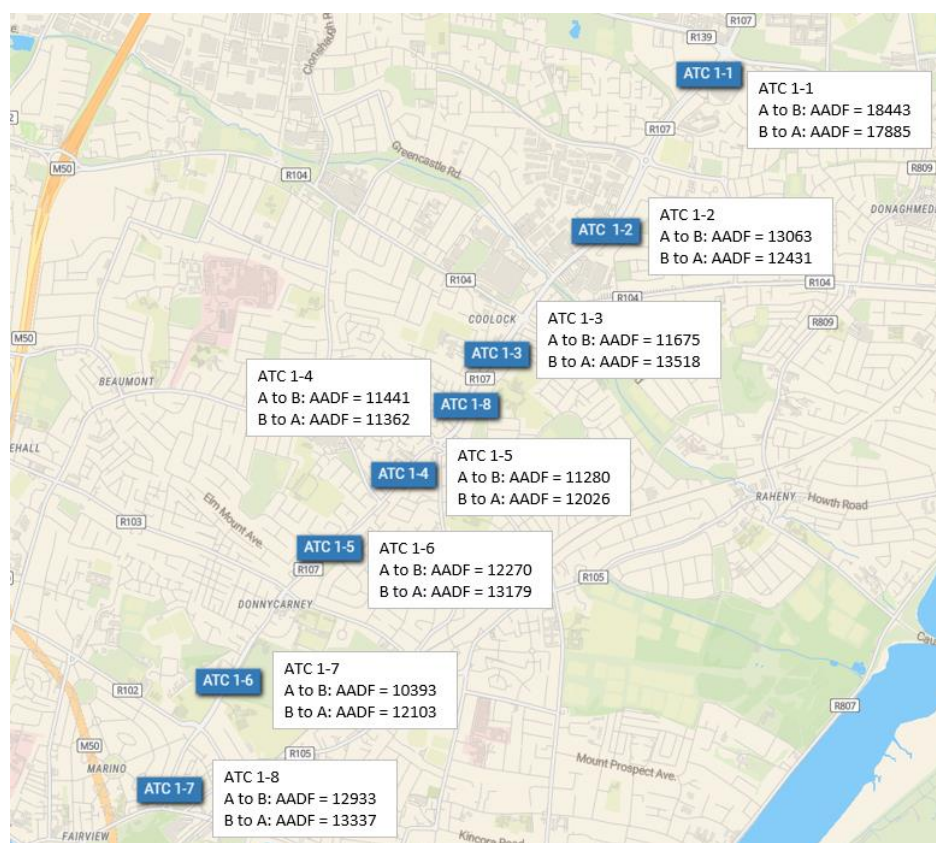 R107
R139
ATC 1-1
ATC 1-1
A to B: AADF = 18443
B to A: AADF = 17885
Clonshaugh R
R107
M50
R104
Greencastle Rd.
R809
DONAGHMEDE
ATC 1-2
ATC 1-2
A to B: AADF = 13063
B to A: AADF = 12431
R104
R104
R104
COOLOCK
R809
M50
ATC 1-3
ATC 1-3
A to B: AADF = 11675
B to A: AADF = 13518
R107
BEAUMONT
ATC 1-4
A to B: AADF = 11441
B to A: AADF = 11362
ATC 1-8
EHALL
ATC 1-4
ATC 1-5
A to B: AADF = 11280
B to A: AADF = 12026
RAHENY
Howth Road
Elm Mount Ave.
R103
ATC 1-5
R107
ATC 1-6
A to B: AADF = 12270
B to A: AADF = 13179
R105
DONNYCARNEY
Cau
ATC 1-6
R102
ATC 1-7
A to B: AADF = 10393
B to A: AADF = 12103
R807
M50
R105
Mount Prospect Ave.
MARINO
ATC 1-7
ATC 1-8
A to B: AADF = 12933
B to A: AADF = 13337
FAIRVIEW
Kincora Road